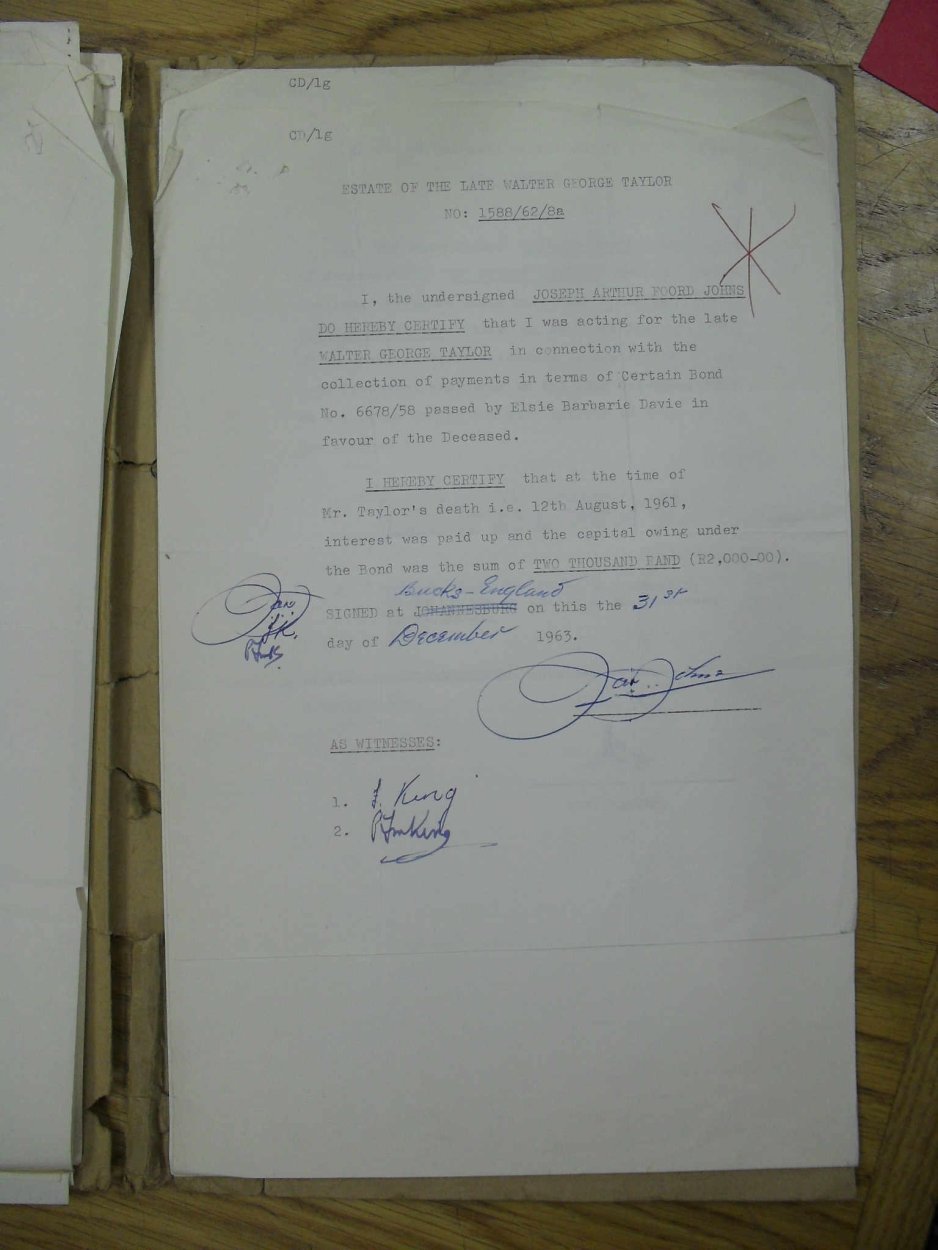 CD/lg
CD/lg
ESTATE OF THE LATE WALTER GEORGE TAYLOR
NO: 1588/62/8a
I, the undersigned JOSEPH ARTHUR FOORD JOHNS
DO HEREBY CERTIFY that I was acting for the late
WALTER GEORGE TAYLOR in connection with the
collection of payments in terms of Certain Bond
No. 6678/58 passed by Elsie Barbarie Davie in
favour of the Deceased.
I HEREBY CERTIFY that at the time of
Mr. Taylor's death i.e. 12th August, 1961,
interest was paid up and the capital owing under
the Bond was the sum of TWO THOUSAND RAND (R2,000-00).
Bucks-England
SIGNED at JOHANNESBURG on this the 31st
day of December 1963.
Johns
AS WITNESSES:
1. J. King
2. King